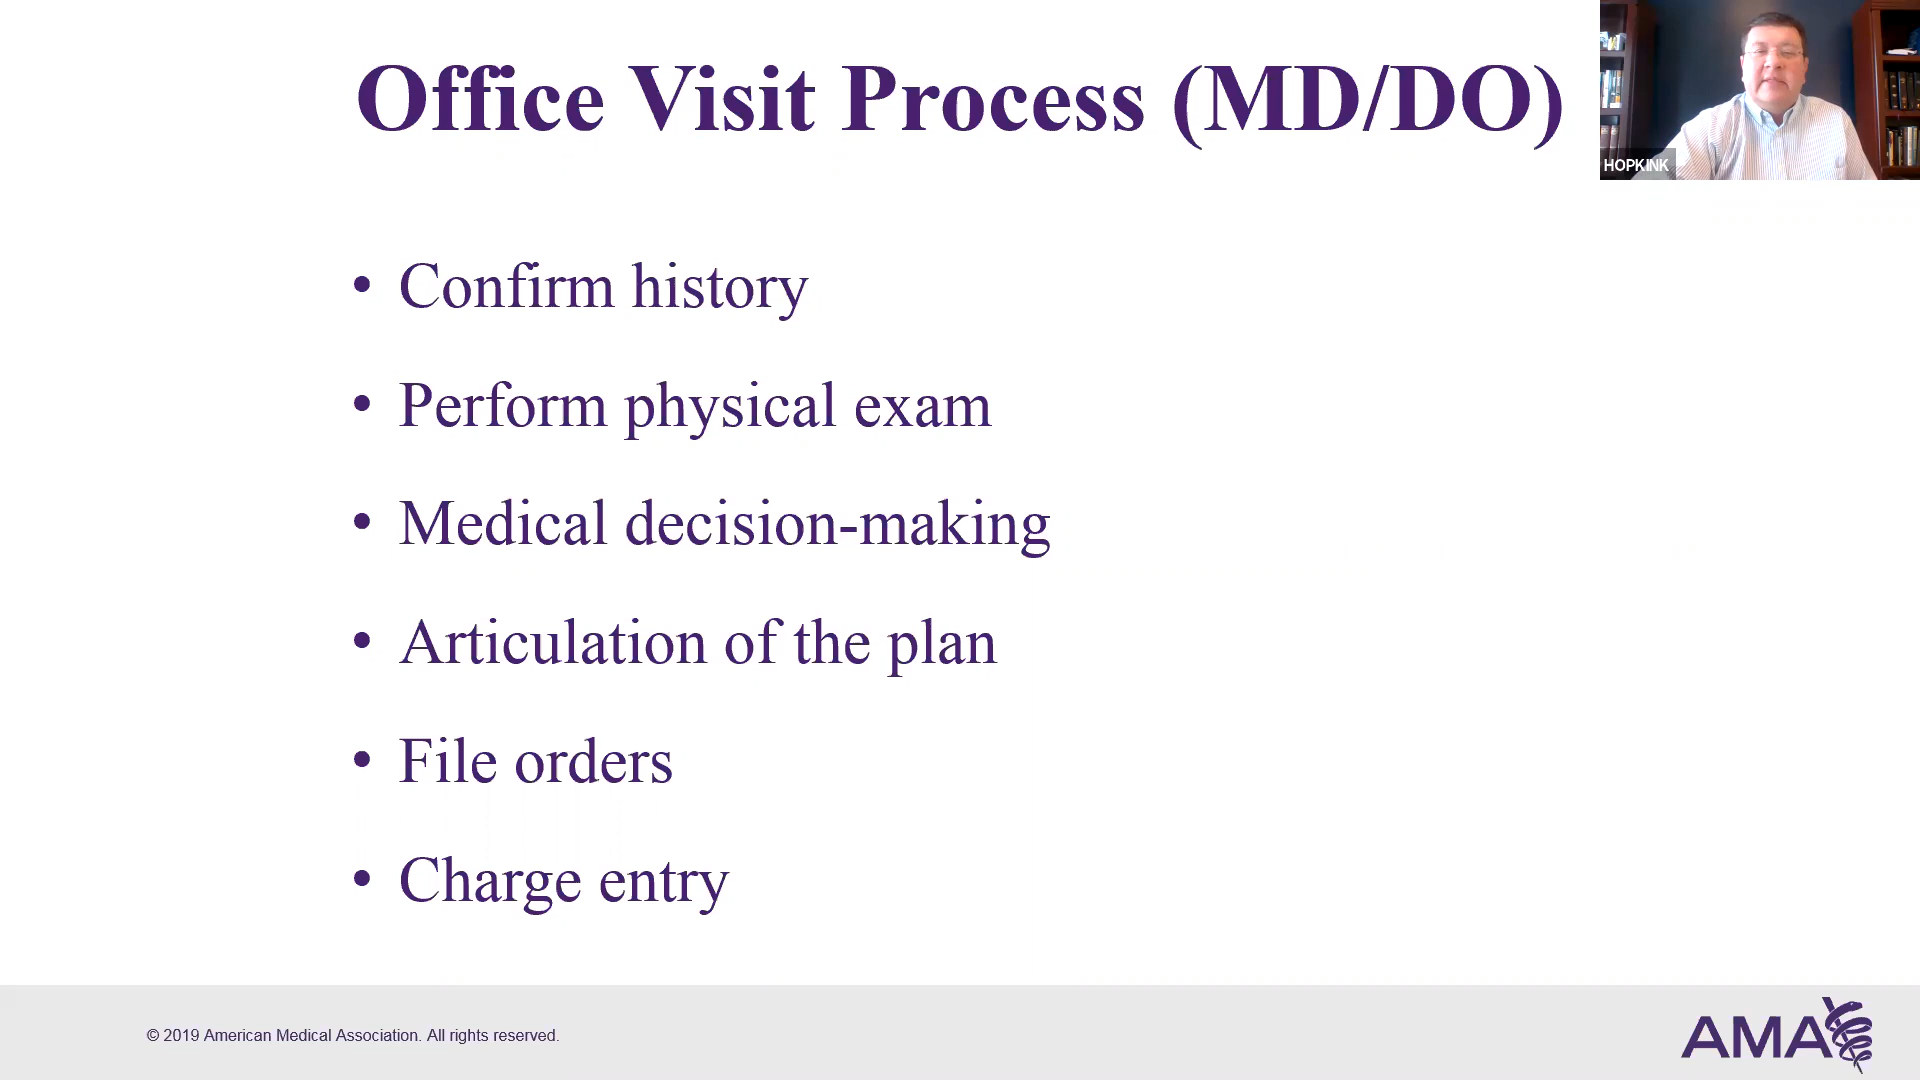 Office Visit Process (MD/DO)
HOPKINK
• Confirm history
• Perform physical exam
• Medical decision-making
• Articulation of the plan
• File orders
• Charge entry
© 2019 American Medical Association. All rights reserved.
AMA